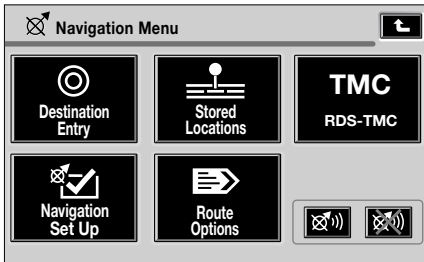 Navigation Menu
Destination
Entry
Stored
Locations
TMC
RDS-TMC
Navigation
Set Up
Route
Options